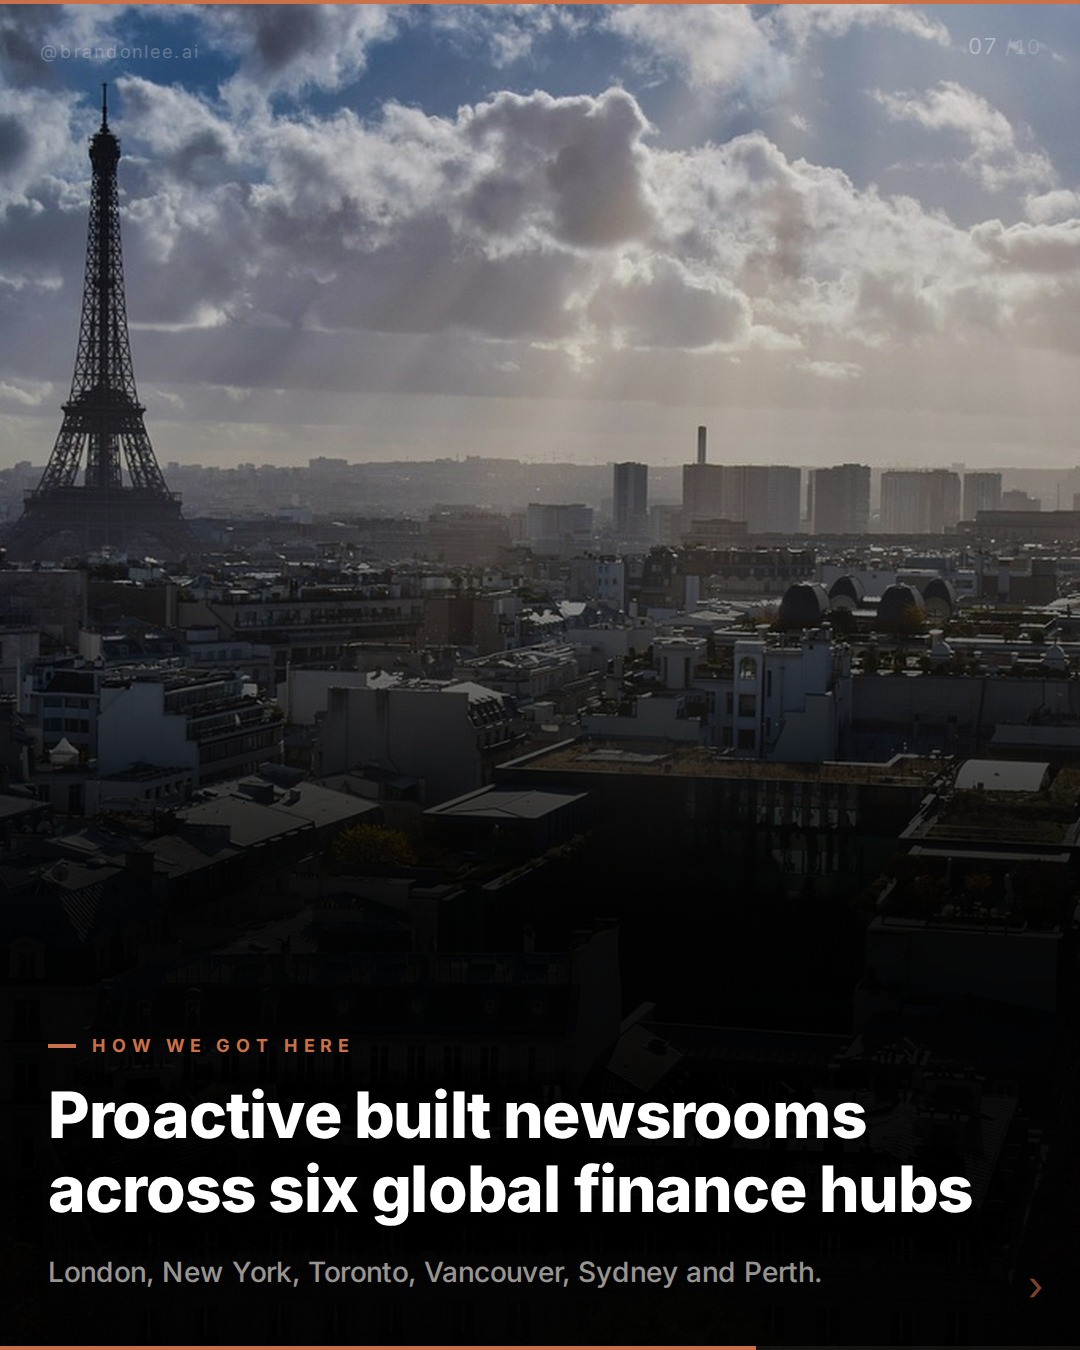 @brandonlee.ai
07 / 10
HOW WE GOT HERE
Proactive built newsrooms
across six global finance hubs
London, New York, Toronto, Vancouver, Sydney and Perth.